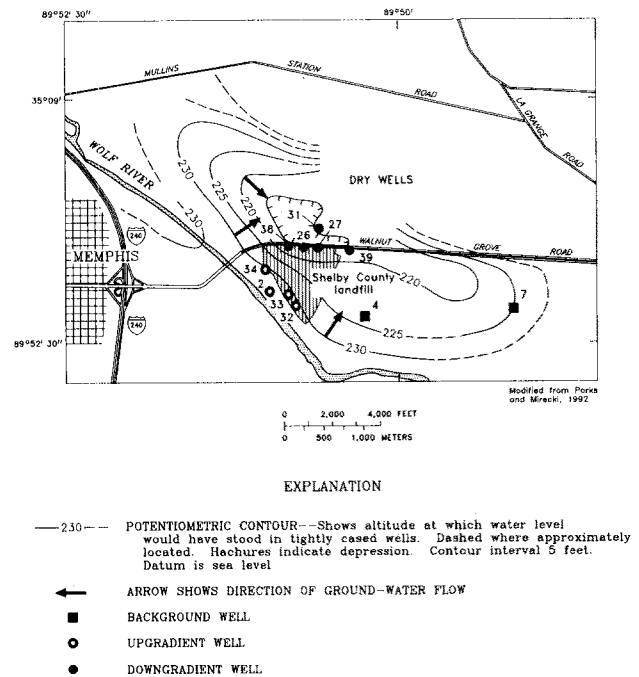 89°52' 30"
89°50'
MULLINS STATION ROAD
35°09'
LA GRANGE ROAD
WOLF RIVER
230
225
220
DRY WELLS
230
31
27
38
26
240
WALNUT GROVE ROAD
MEMPHIS
39
34
220
Shelby County
landfill
2
33
4
7
32
225
240
230
89°52' 30"
Modified from Parks
and Mirecki, 1992
0 2,000 4,000 FEET
0 500 1,000 METERS
EXPLANATION
—230—— POTENTIOMETRIC CONTOUR--Shows altitude at which water level
would have stood in tightly cased wells. Dashed where approximately
located. Hachures indicate depression. Contour interval 5 feet.
Datum is sea level
ARROW SHOWS DIRECTION OF GROUND-WATER FLOW
BACKGROUND WELL
UPGRADIENT WELL
DOWNGRADIENT WELL